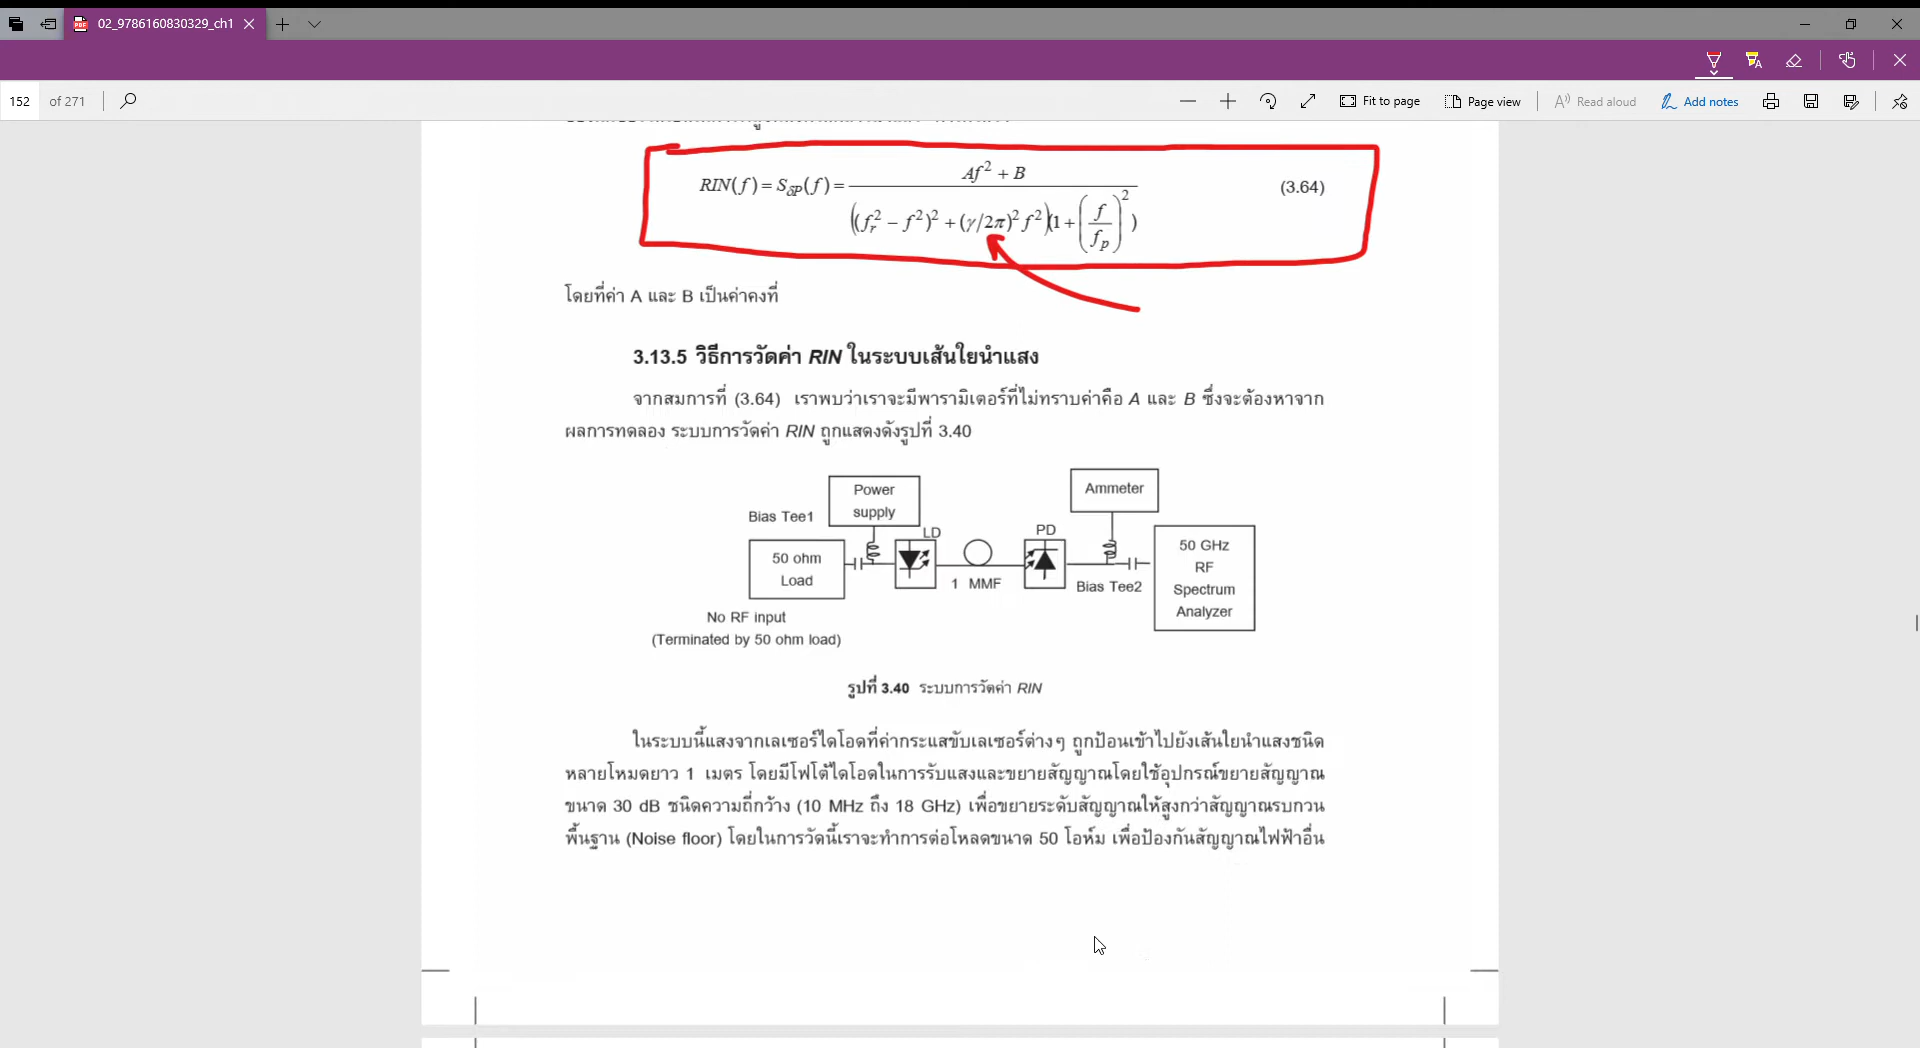 02_9786160830329_ch1
152 of 271
Fit to page
Page view
Read aloud
Add notes
RIN(f) = S_{δP}(f) = \frac{Af^2 + B}{((f_r^2 - f^2)^2 + (γ/2π)^2 f^2)(1 + (\frac{f}{f_p})^2)} (3.64)
โดยที่ค่า A และ B เป็นค่าคงที่
3.13.5 วิธีการวัดค่า RIN ในระบบเส้นใยนำแสง
จากสมการที่ (3.64) เราพบว่าเราจะมีพารามิเตอร์ที่ไม่ทราบค่าคือ A และ B ซึ่งจะต้องหาจาก
ผลการทดลอง ระบบการวัดค่า RIN ถูกแสดงดังรูปที่ 3.40
Power
supply
Ammeter
Bias Tee1
LD
PD
50 ohm
Load
1 MMF
Bias Tee2
50 GHz
RF
Spectrum
Analyzer
No RF input
(Terminated by 50 ohm load)
รูปที่ 3.40 ระบบการวัดค่า RIN
ในระบบนี้แสงจากเลเซอร์ไดโอดที่ค่ากระแสขับเลเซอร์ต่างๆ ถูกป้อนเข้าไปยังเส้นใยนำแสงชนิด
หลายโหมดยาว 1 เมตร โดยมีโฟโต้ไดโอดในการรับแสงและขยายสัญญาณโดยใช้อุปกรณ์ขยายสัญญาณ
ขนาด 30 dB ชนิดความถี่กว้าง (10 MHz ถึง 18 GHz) เพื่อขยายระดับสัญญาณให้สูงกว่าสัญญาณรบกวน
พื้นฐาน (Noise floor) โดยในการวัดนี้เราจะทำการต่อโหลดขนาด 50 โอห์ม เพื่อป้องกันสัญญาณไฟฟ้าอื่น